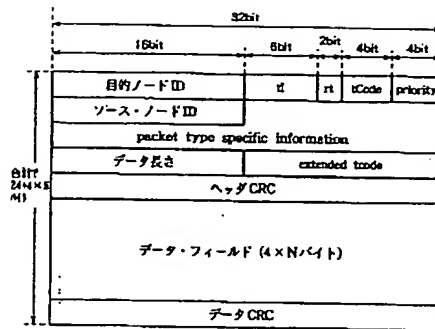 32bit
16bit 6bit 2bit 4bit 4bit
目的ノードID tl rt tCode priority
ソース・ノードID
packet type specific information
データ長さ extended tcode
ヘッダCRC
合計で
データ・フィールド (4×Nバイト)
データCRC